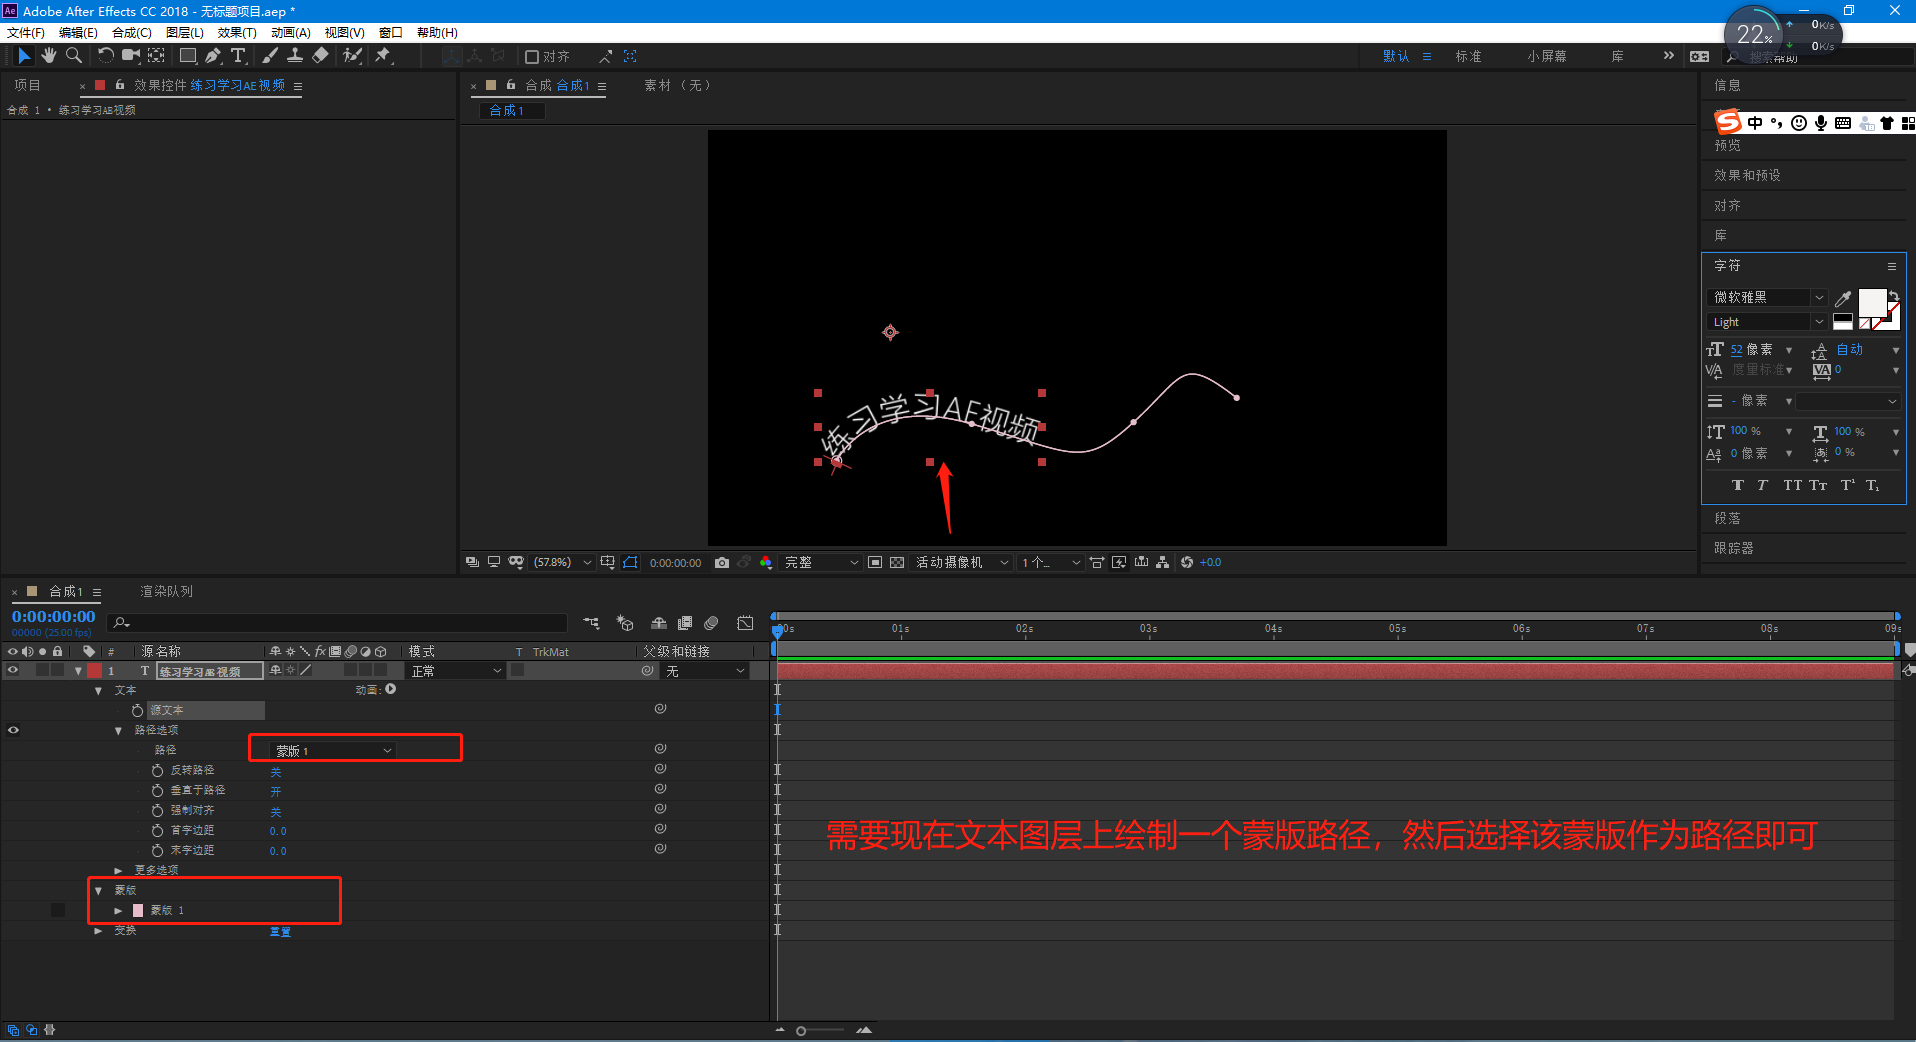 Adobe After Effects CC 2018 - 无标题项目.aep *
文件(F) 编辑(E) 合成(C) 图层(L) 效果(T) 动画(A) 视图(V) 窗口 帮助(H)
22% 0K/s
0K/s
对齐 默认 标准 小屏幕 库 搜索帮助
项目 效果控件 练习学习AE视频
合成 合成1 素材 (无)
信息
合成 1 • 练习学习AE视频
合成1
中
预览
效果和预设
对齐
库
字符
微软雅黑
Light
52 像素 自动
度量标准 0
- 像素
100 % 100 %
0 像素 0 %
T T TT Tr T¹ T₁
段落
跟踪器
练习学习AE视频
(57.8%) 0:00:00:00 完整 活动摄像机 1个... +0.0
合成1 渲染队列
0:00:00:00
00000 (25.00 fps)
00s 01s 02s 03s 04s 05s 06s 07s 08s 09s
# 源名称 fx 模式 T TrkMat 父级和链接
1 T 练习学习AE视频 正常 无
文本 动画:
源文本
路径选项
路径 蒙版 1
反转路径 关
垂直于路径 开
强制对齐 关
首字边距 0.0
末字边距 0.0
更多选项
蒙版
蒙版 1
变换 重置
需要现在文本图层上绘制一个蒙版路径，然后选择该蒙版作为路径即可